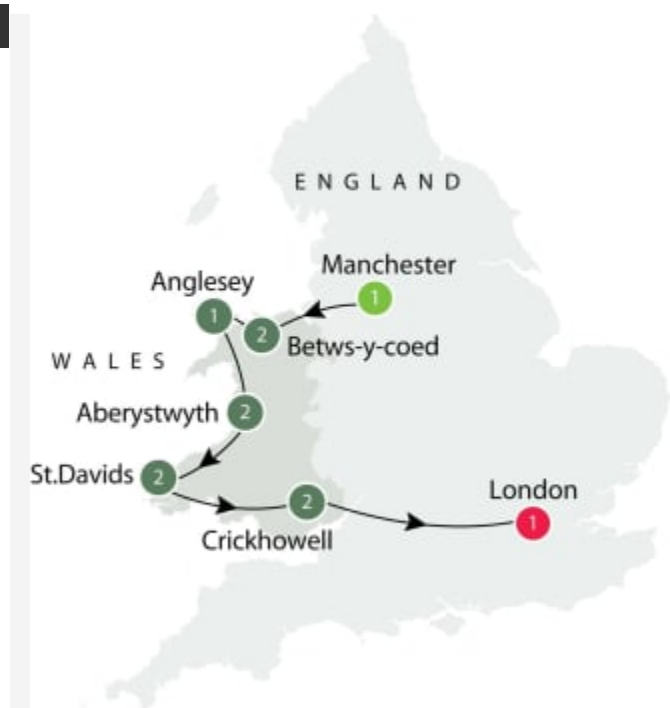 ENGLAND
Manchester
1
Anglesey
1
2
Betws-y-coed
WALES
Aberystwyth
2
St.Davids
2
2
Crickhowell
London
1